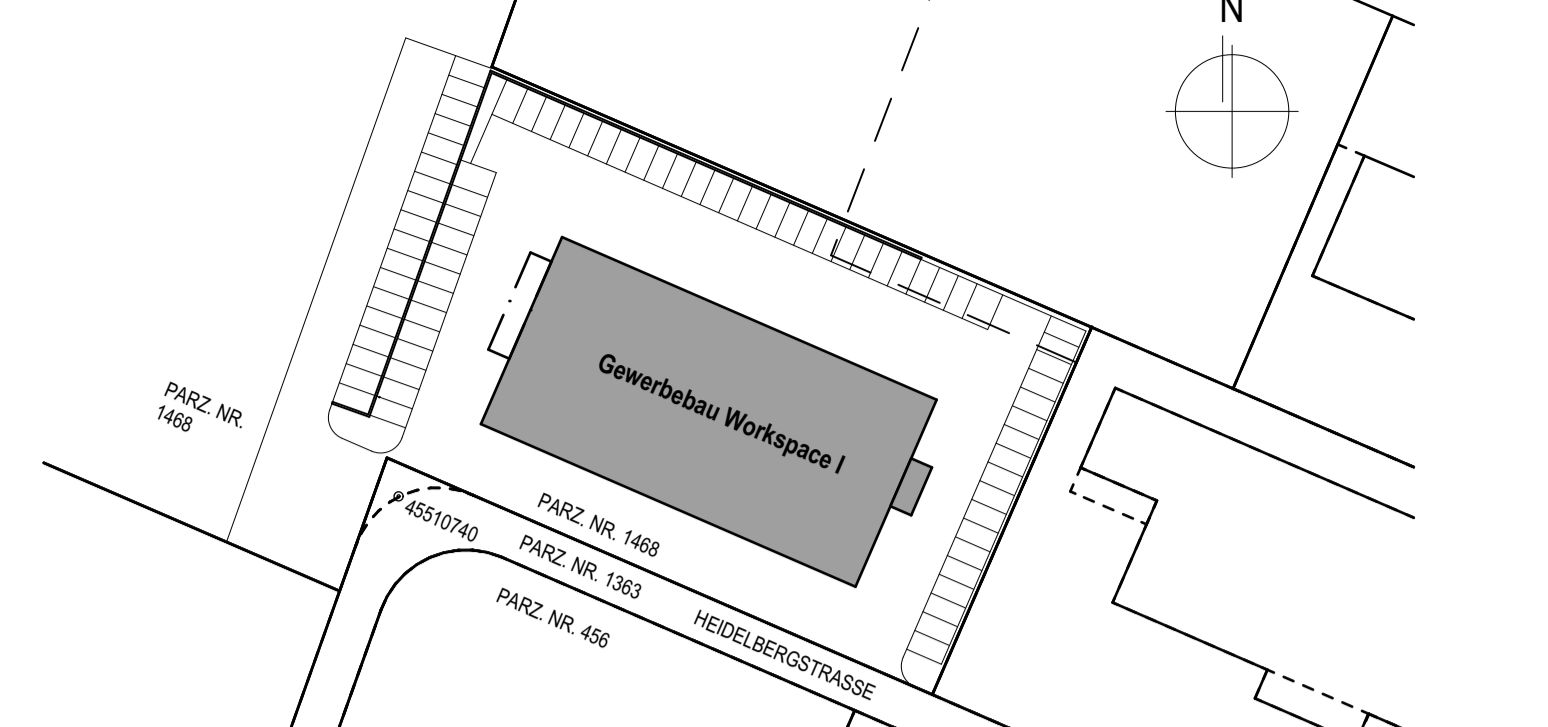 N
Gewerbebau Workspace I
PARZ. NR.
1468
45510740
PARZ. NR. 1468
PARZ. NR. 1363
PARZ. NR. 456
HEIDELBERGSTRASSE